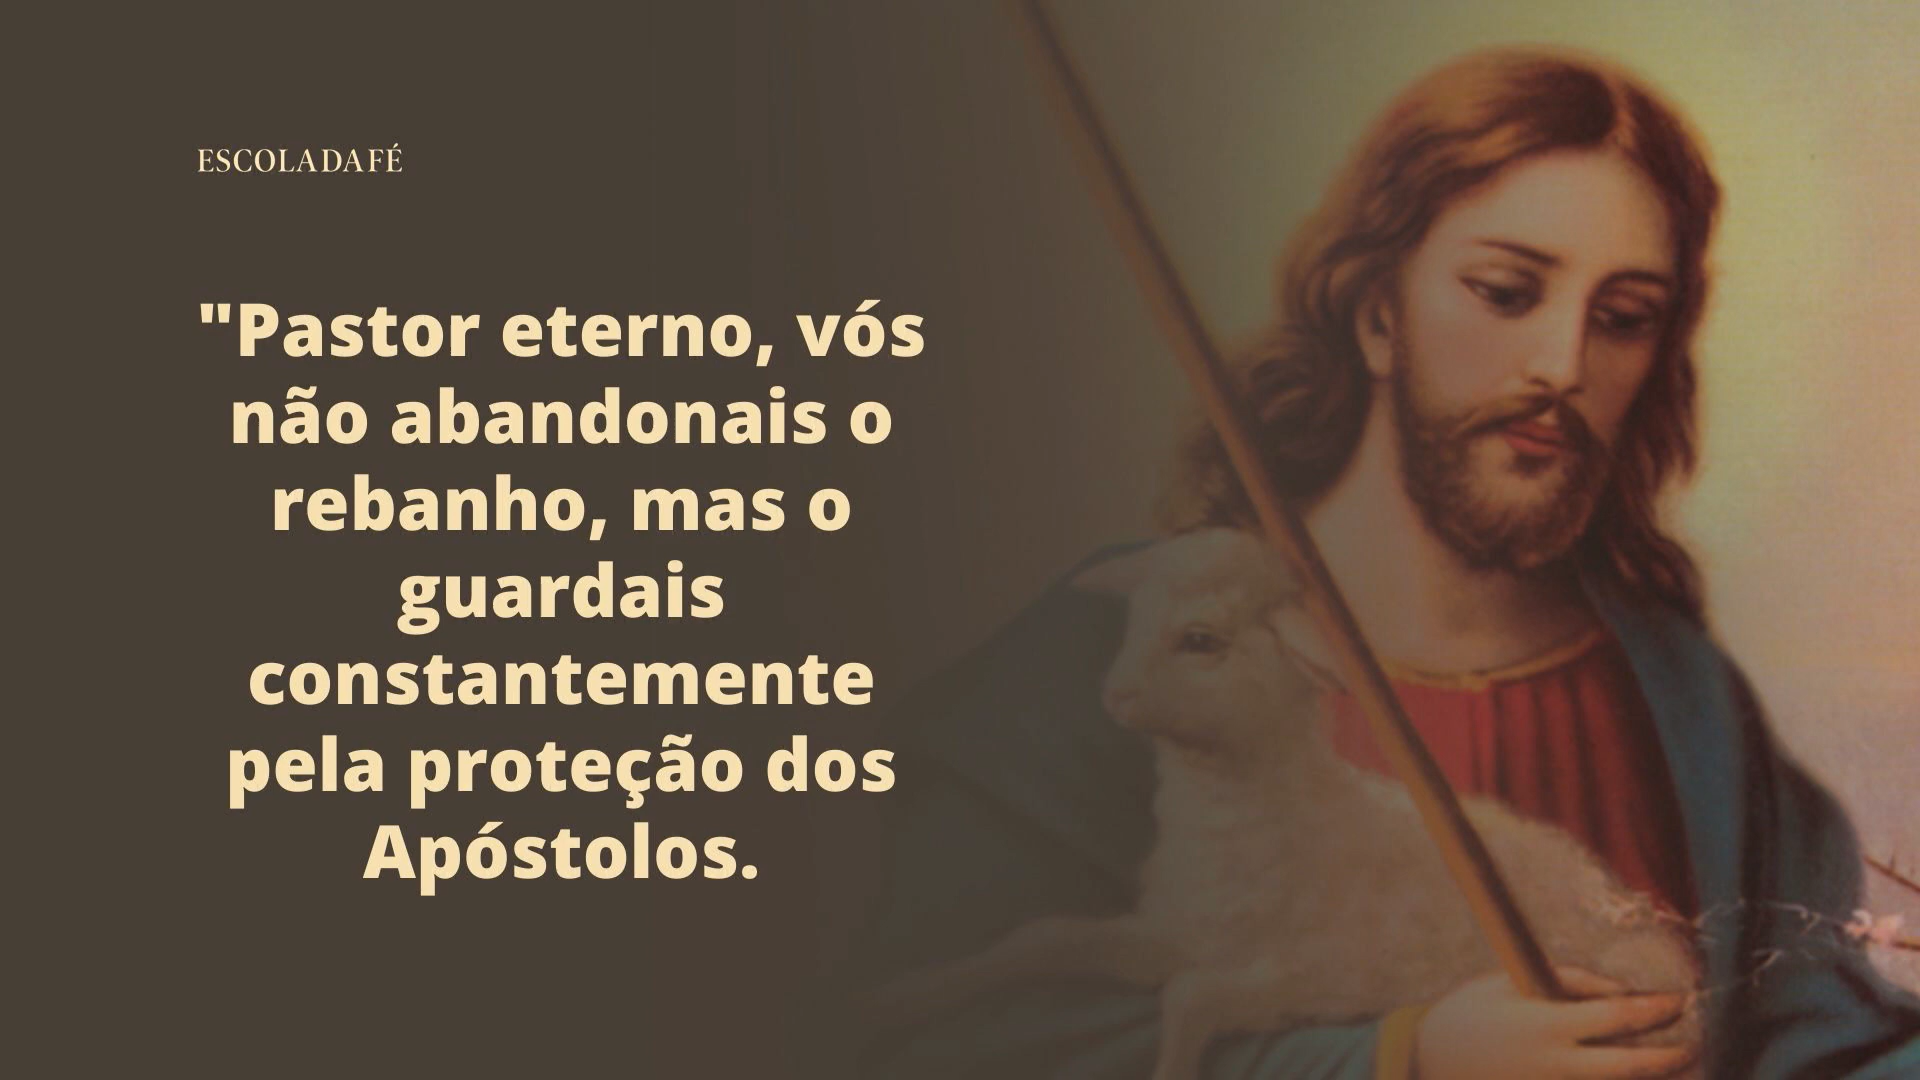 ESCOLADAFÉ
"Pastor eterno, vós
não abandonais o
rebanho, mas o
guardais
constantemente
pela proteção dos
Apóstolos.